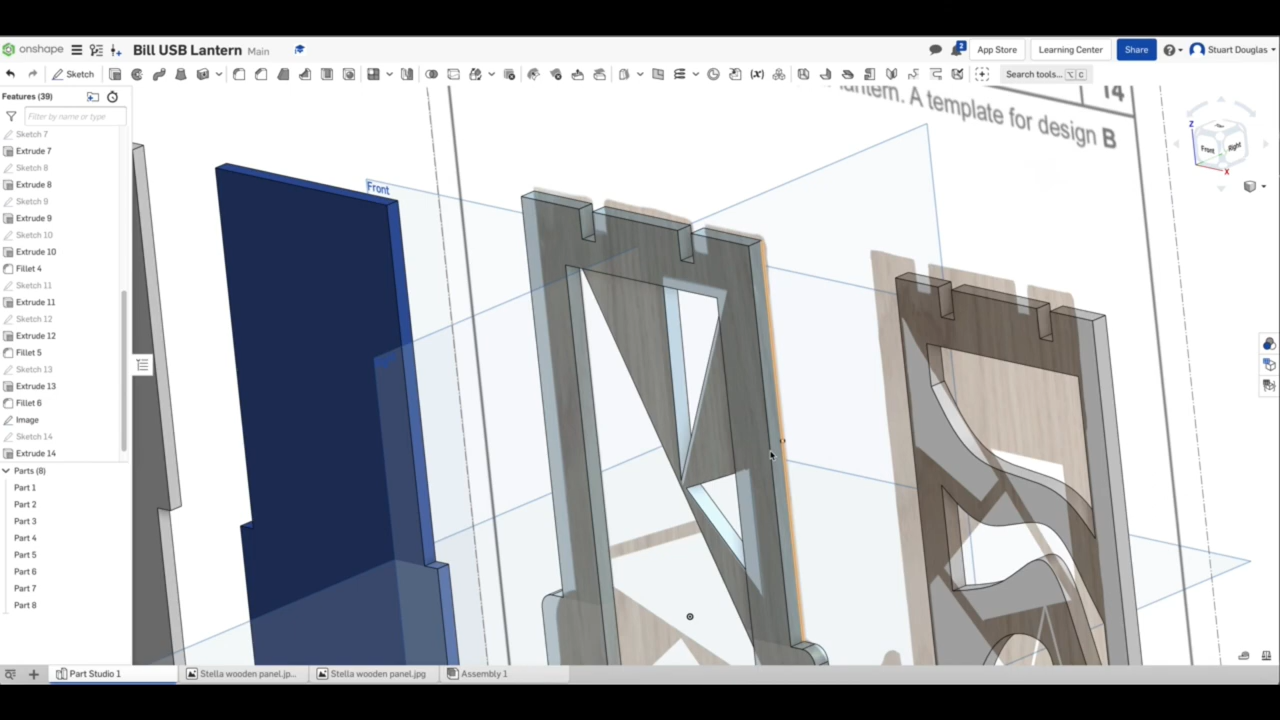 onshape Bill USB Lantern Main App Store Learning Center Share 2 Stuart Douglas
Sketch Search tools... ⌥ C
Features (39)
Filter by name or type
Sketch 7
Extrude 7
Sketch 8
Extrude 8
Sketch 9
Extrude 9
Sketch 10
Extrude 10
Fillet 4
Sketch 11
Extrude 11
Sketch 12
Extrude 12
Fillet 5
Sketch 13
Extrude 13
Fillet 6
Image
Sketch 14
Extrude 14
Parts (8)
Part 1
Part 2
Part 3
Part 4
Part 5
Part 6
Part 7
Part 8
14
lantern. A template for design B
Front
Z
Front Right
X
Part Studio 1 Stella wooden panel.jp... Stella wooden panel.jpg Assembly 1